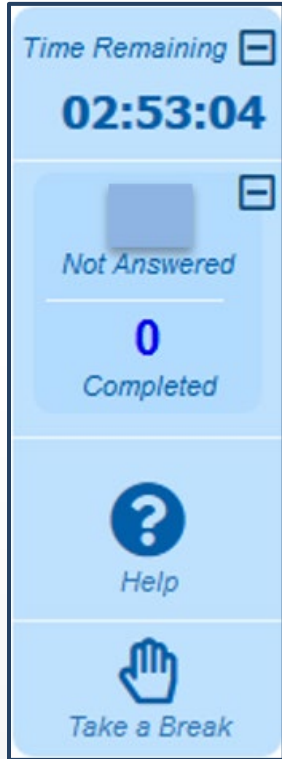 Time Remaining
02:53:04
Not Answered
0
Completed
?
Help
Take a Break